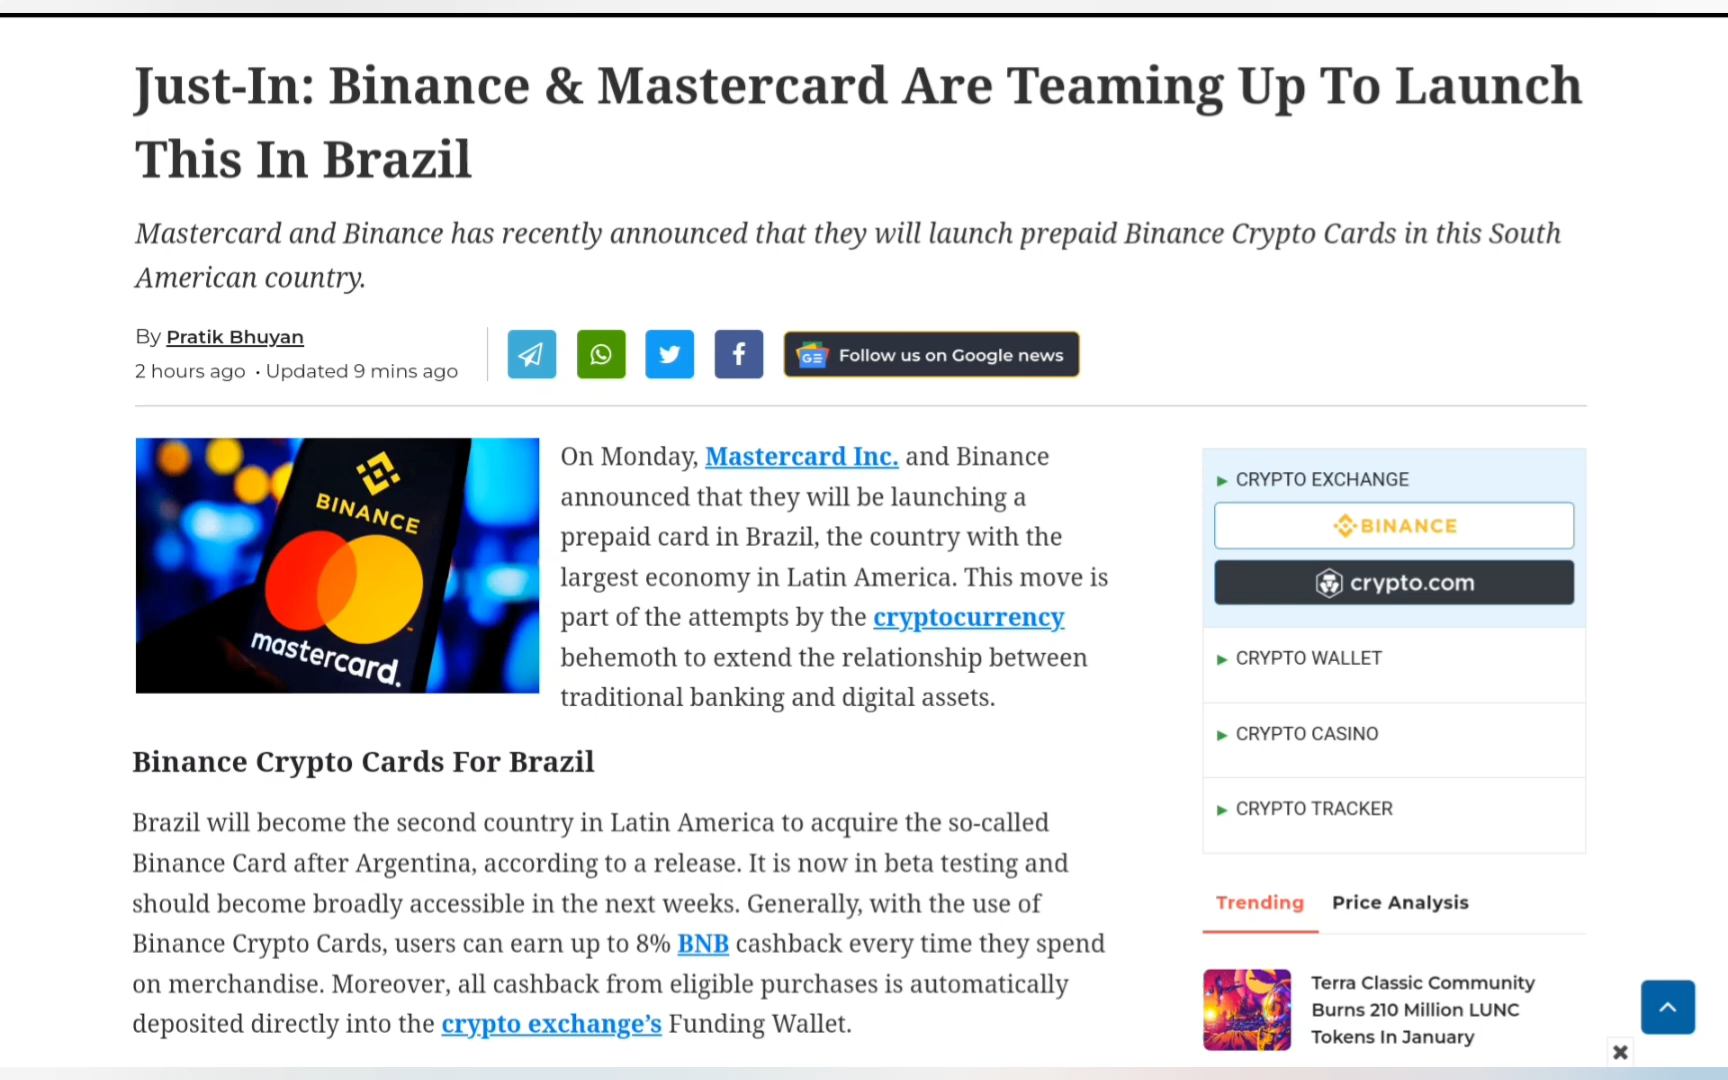 Just-In: Binance & Mastercard Are Teaming Up To Launch
This In Brazil
Mastercard and Binance has recently announced that they will launch prepaid Binance Crypto Cards in this South
American country.
By Pratik Bhuyan
2 hours ago • Updated 9 mins ago
Follow us on Google news
BINANCE
mastercard.
On Monday, Mastercard Inc. and Binance
announced that they will be launching a
prepaid card in Brazil, the country with the
largest economy in Latin America. This move is
part of the attempts by the cryptocurrency
behemoth to extend the relationship between
traditional banking and digital assets.
Binance Crypto Cards For Brazil
Brazil will become the second country in Latin America to acquire the so-called
Binance Card after Argentina, according to a release. It is now in beta testing and
should become broadly accessible in the next weeks. Generally, with the use of
Binance Crypto Cards, users can earn up to 8% BNB cashback every time they spend
on merchandise. Moreover, all cashback from eligible purchases is automatically
deposited directly into the crypto exchange’s Funding Wallet.
CRYPTO EXCHANGE
BINANCE
crypto.com
CRYPTO WALLET
CRYPTO CASINO
CRYPTO TRACKER
Trending Price Analysis
Terra Classic Community
Burns 210 Million LUNC
Tokens In January